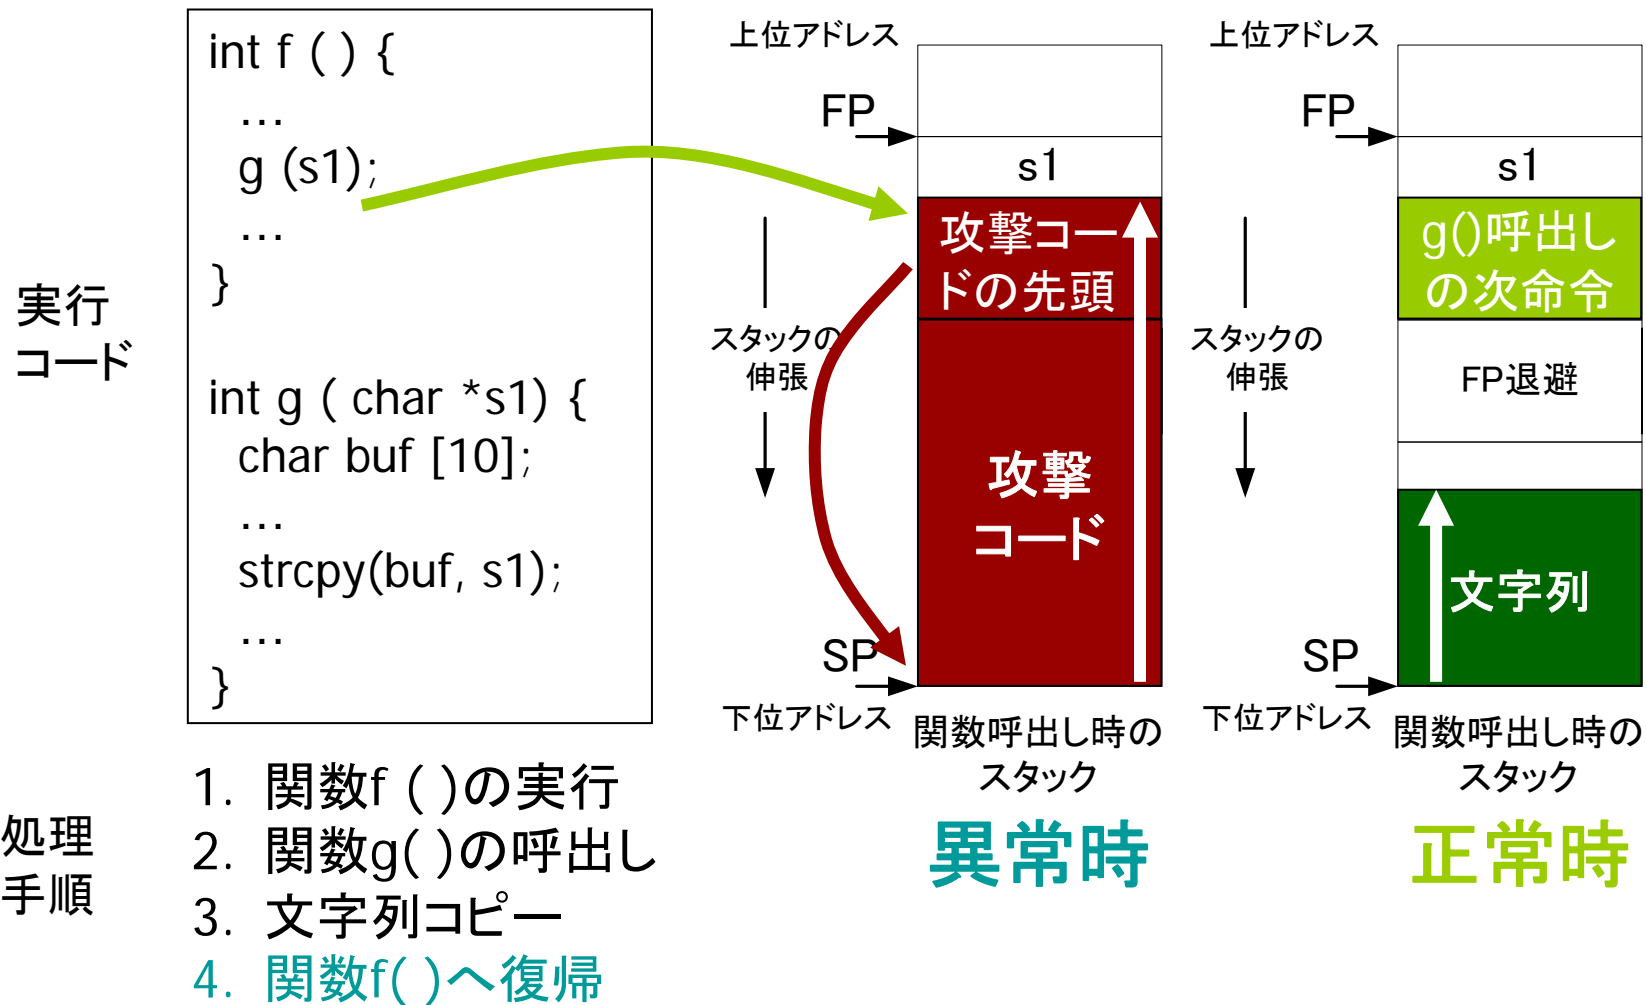 実行
コード
int f ( ) {
...
g (s1);
...
}
int g ( char *s1) {
char buf [10];
...
strcpy(buf, s1);
...
}
上位アドレス
FP
s1
攻撃コー
ドの先頭
スタックの
伸張
攻撃
コード
SP
下位アドレス
関数呼出し時の
スタック
異常時
上位アドレス
FP
s1
g()呼出し
の次命令
スタックの
伸張
FP退避
文字列
SP
下位アドレス
関数呼出し時の
スタック
正常時
処理
手順
1. 関数f ( )の実行
2. 関数g( )の呼出し
3. 文字列コピー
4. 関数f( )へ復帰